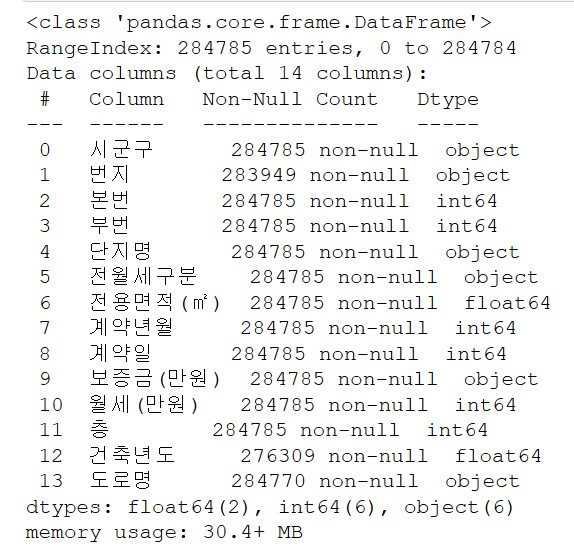 <class 'pandas.core.frame.DataFrame'>
RangeIndex: 284785 entries, 0 to 284784
Data columns (total 14 columns):
 #   Column   Non-Null Count   Dtype
---  ------   --------------   -----
 0   시군구       284785 non-null  object
 1   번지        283949 non-null  object
 2   본번        284785 non-null  int64
 3   부번        284785 non-null  int64
 4   단지명       284785 non-null  object
 5   전월세구분     284785 non-null  object
 6   전용면적(㎡)   284785 non-null  float64
 7   계약년월      284785 non-null  int64
 8   계약일       284785 non-null  int64
 9   보증금(만원)   284785 non-null  object
 10  월세(만원)    284785 non-null  int64
 11  층         284785 non-null  int64
 12  건축년도      276309 non-null  float64
 13  도로명       284770 non-null  object
dtypes: float64(2), int64(6), object(6)
memory usage: 30.4+ MB